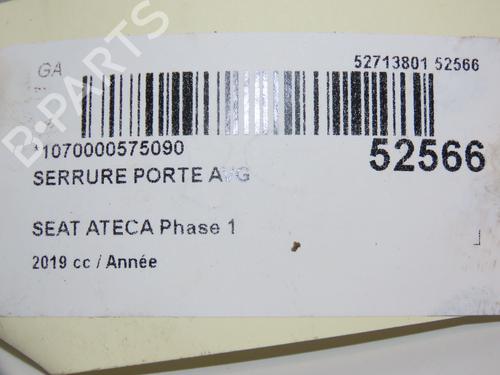 GA
52713801 52566
*1070000575090
52566
SERRURE PORTE AVG
SEAT ATECA Phase 1
2019 cc / Année
B-PARTS